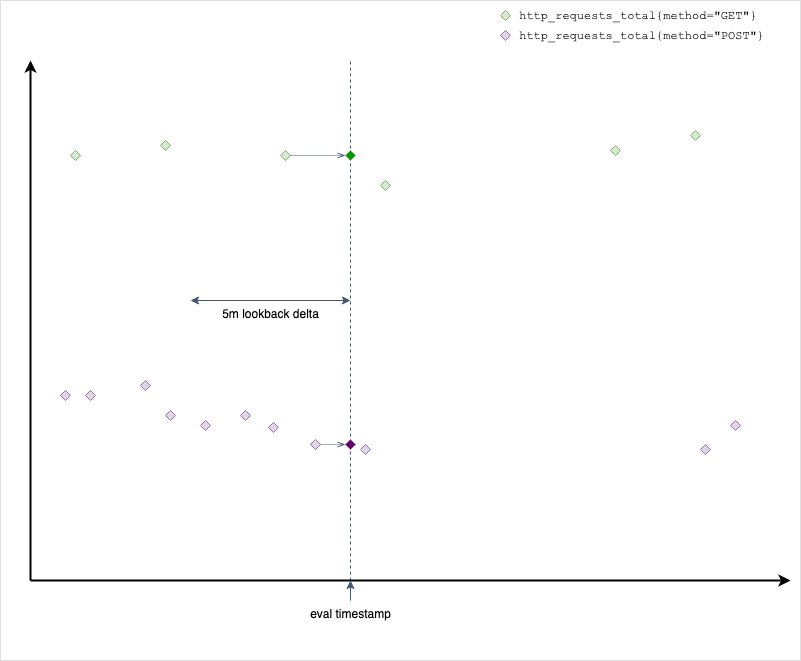 http_requests_total{method="GET"}
http_requests_total{method="POST"}
5m lookback delta
eval timestamp